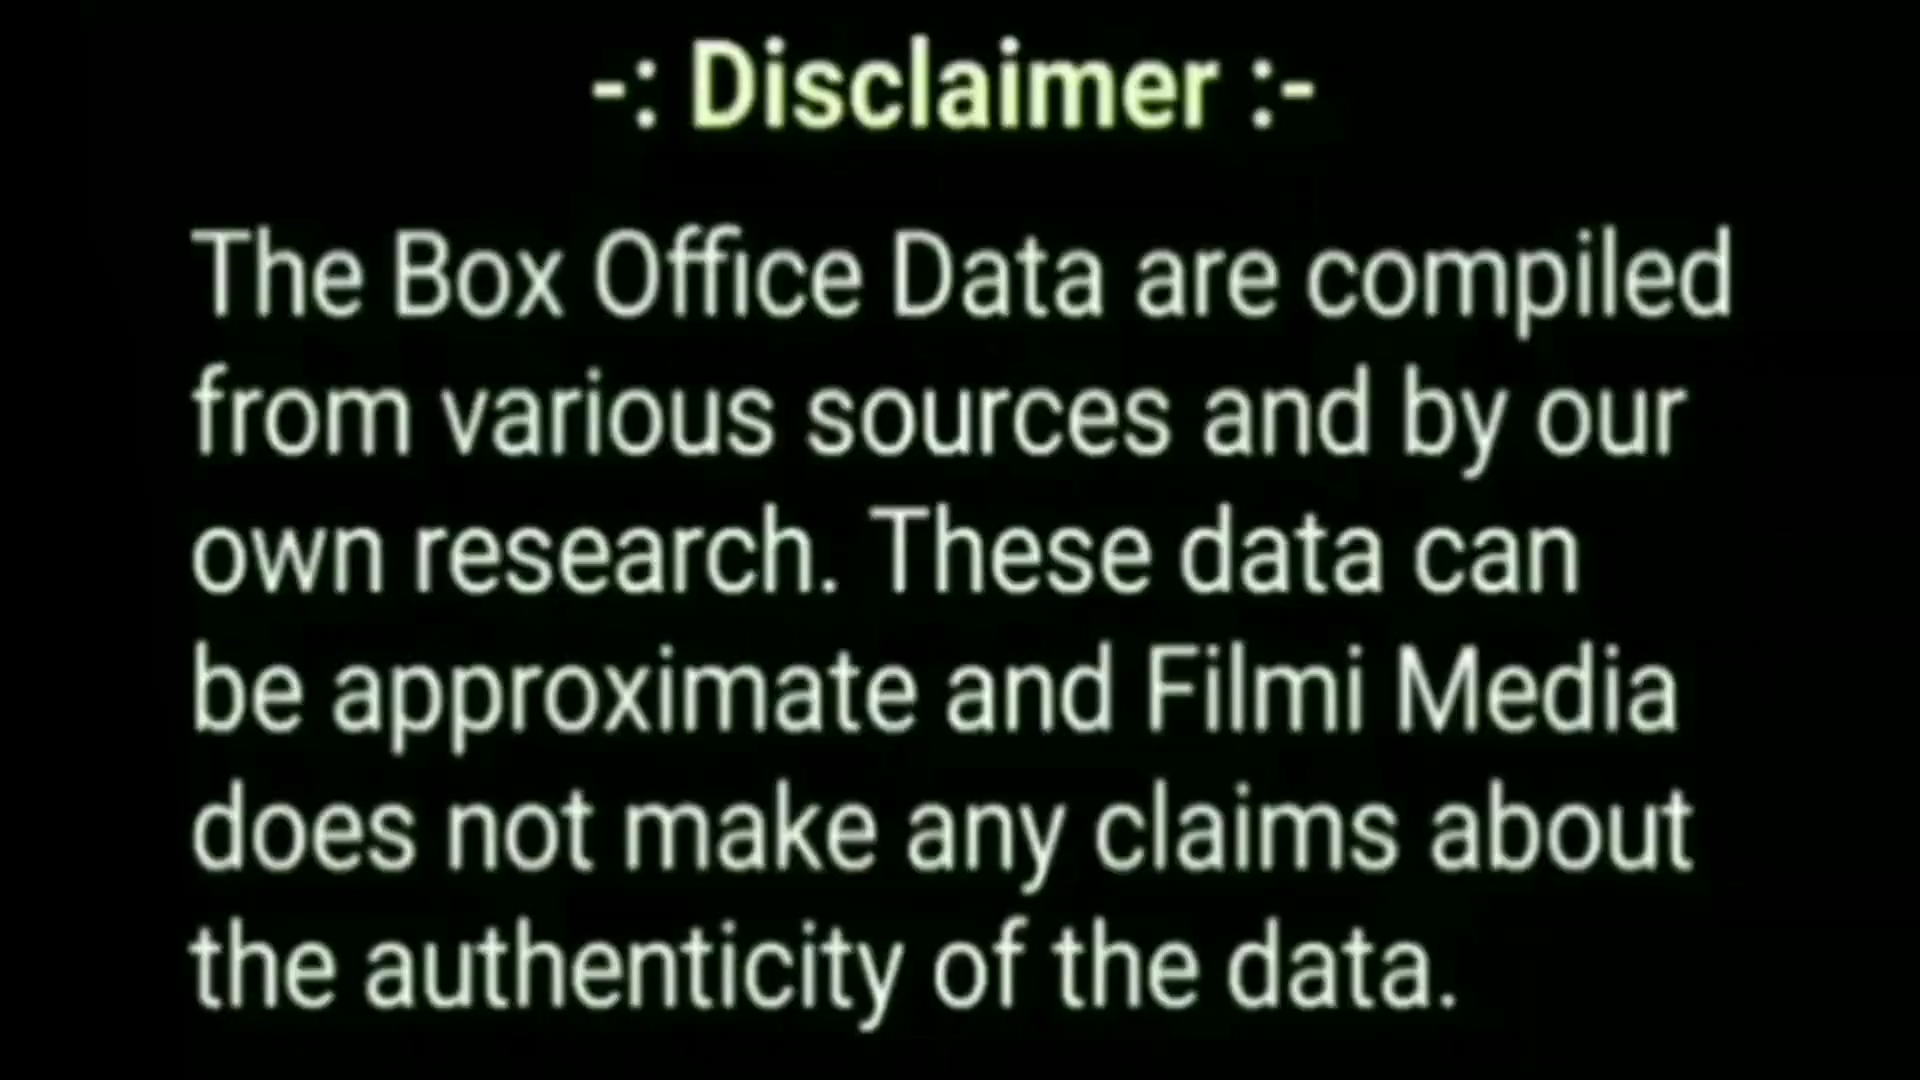 -: Disclaimer :-
The Box Office Data are compiled
from various sources and by our
own research. These data can
be approximate and Filmi Media
does not make any claims about
the authenticity of the data.